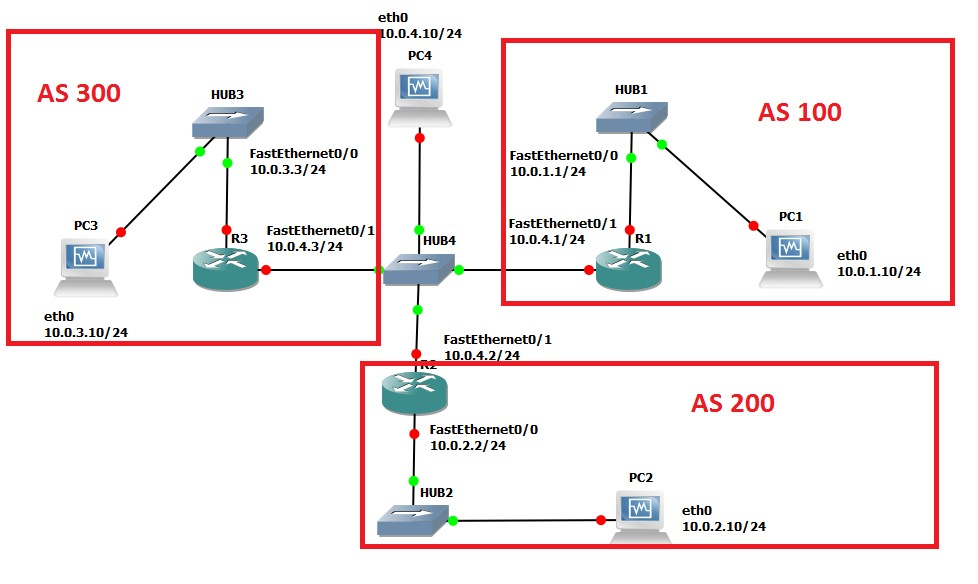 eth0
10.0.4.10/24
PC4
AS 300
HUB3
FastEthernet0/0
10.0.3.3/24
PC3
R3
FastEthernet0/1
10.0.4.3/24
eth0
10.0.3.10/24
HUB4
AS 100
HUB1
FastEthernet0/0
10.0.1.1/24
FastEthernet0/1
10.0.4.1/24
R1
PC1
eth0
10.0.1.10/24
FastEthernet0/1
10.0.4.2/24
R2
AS 200
FastEthernet0/0
10.0.2.2/24
HUB2
PC2
eth0
10.0.2.10/24